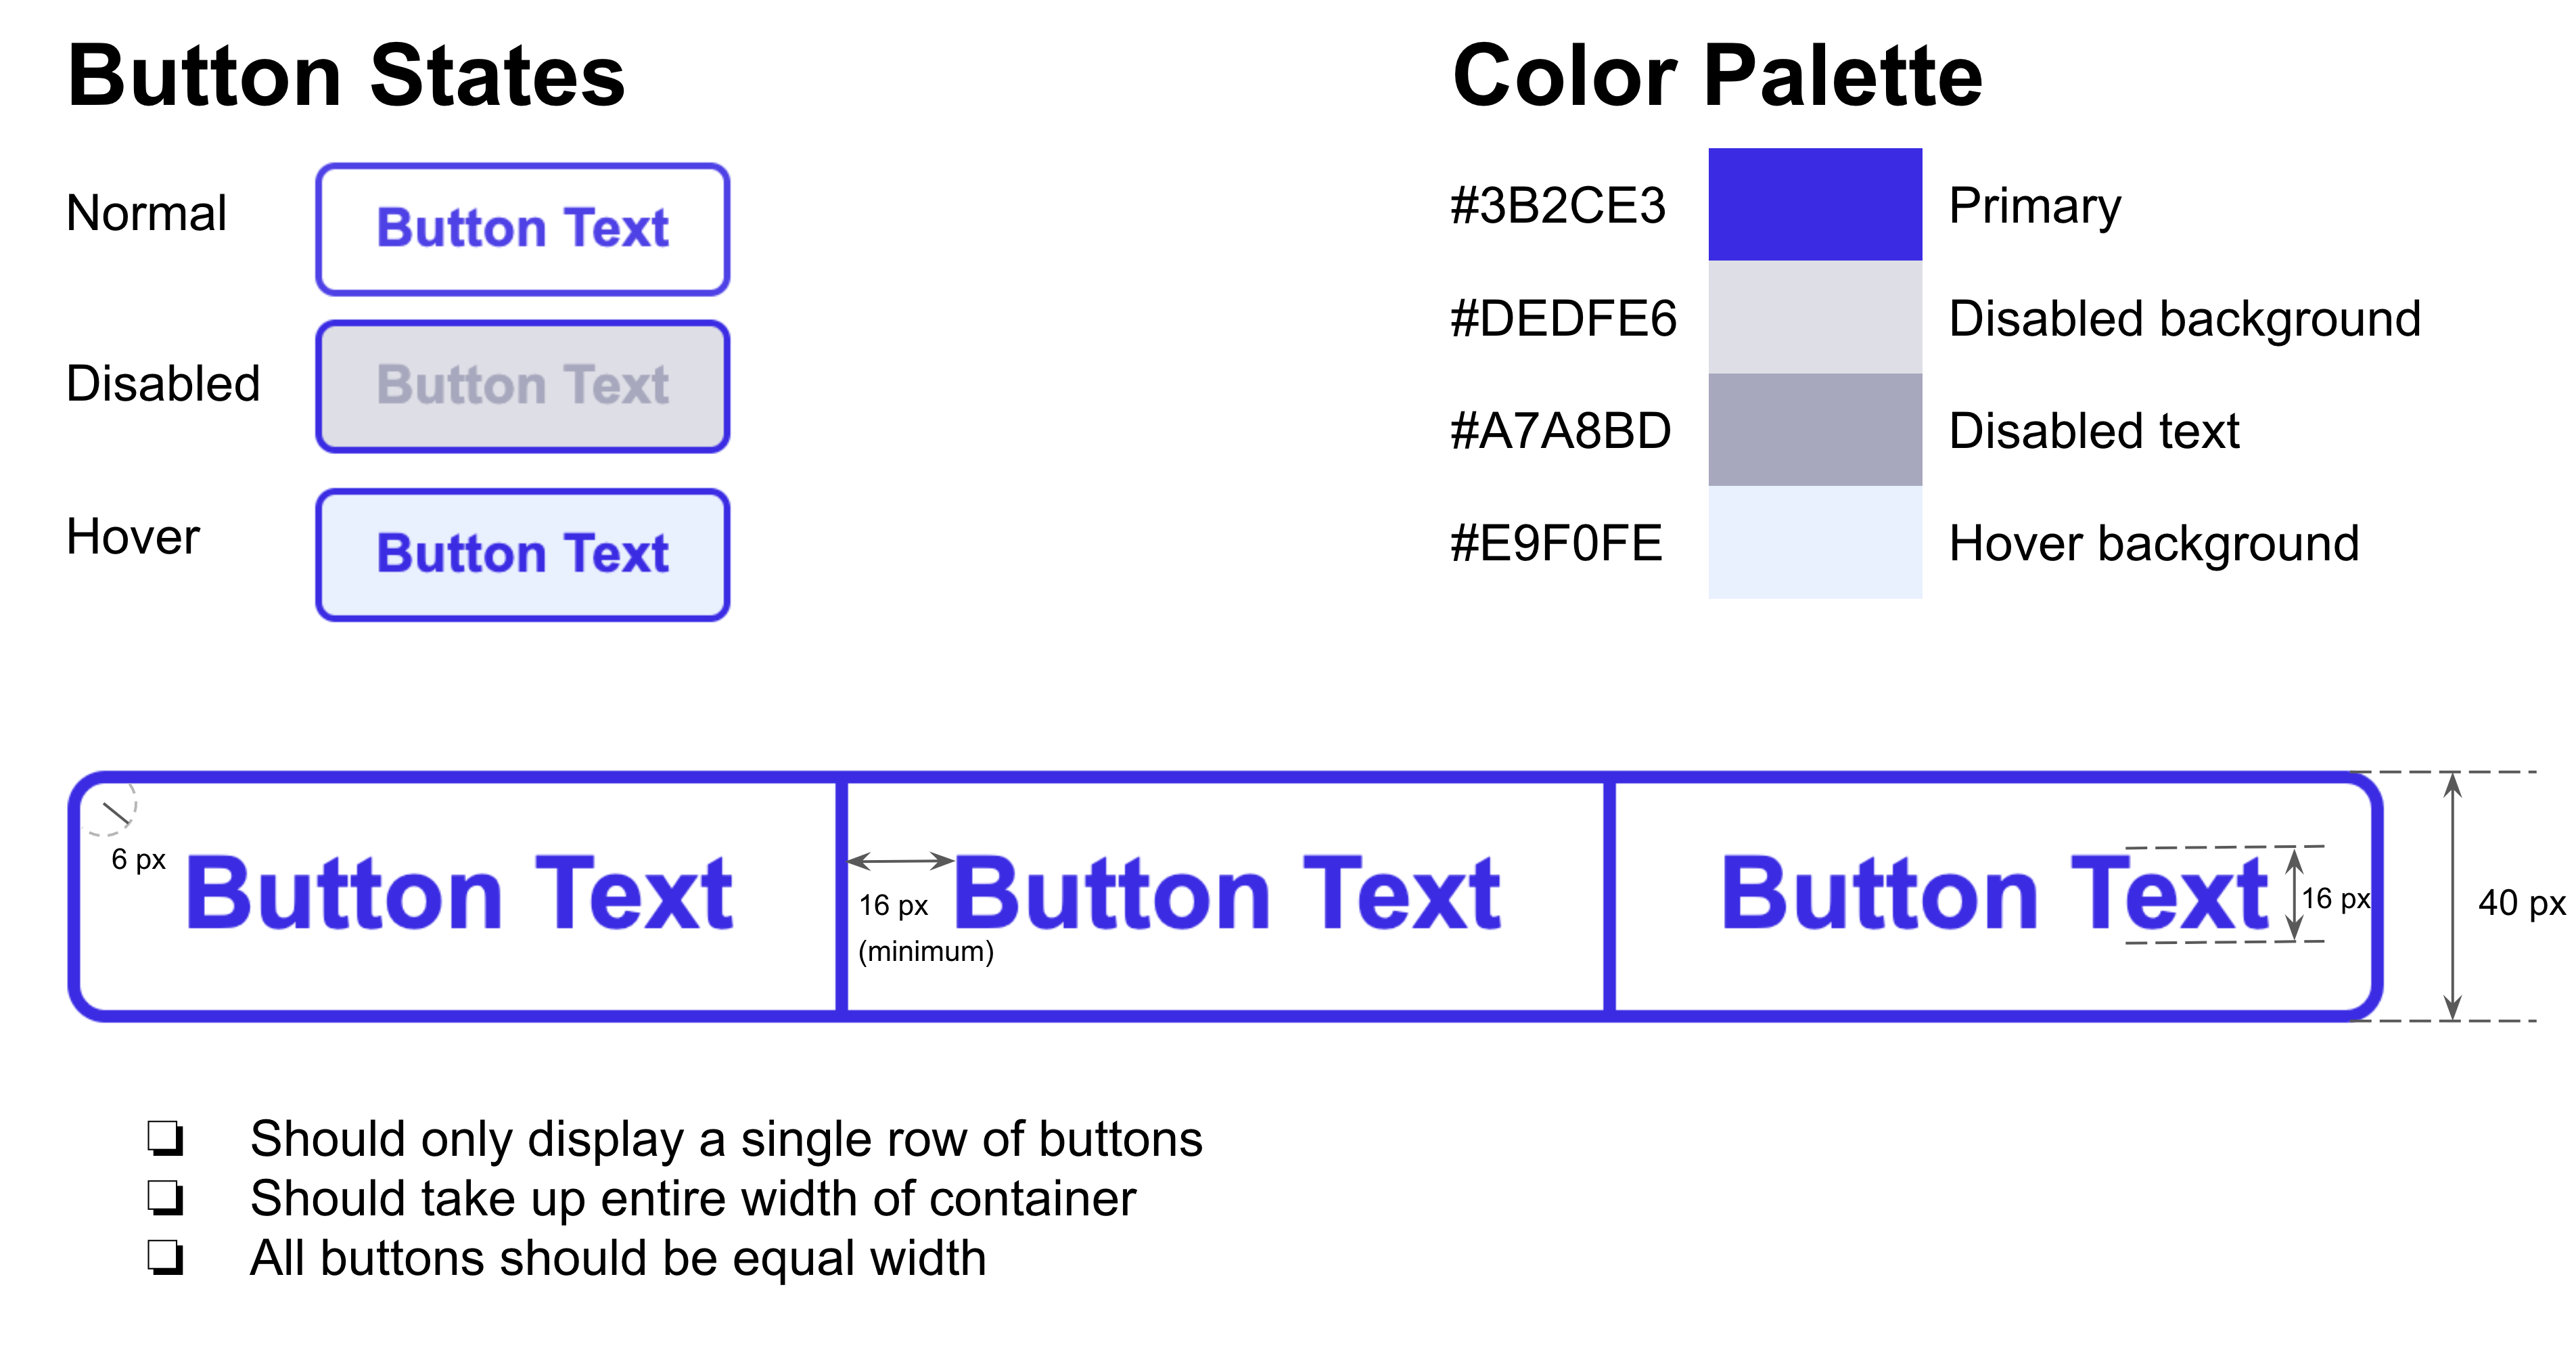 Button States
Normal
Button Text
Disabled
Button Text
Hover
Button Text
Color Palette
#3B2CE3 Primary
#DEDFE6 Disabled background
#A7A8BD Disabled text
#E9F0FE Hover background
6 px
Button Text
16 px
(minimum)
Button Text
Button Text
16 px
40 px
Should only display a single row of buttons
Should take up entire width of container
All buttons should be equal width